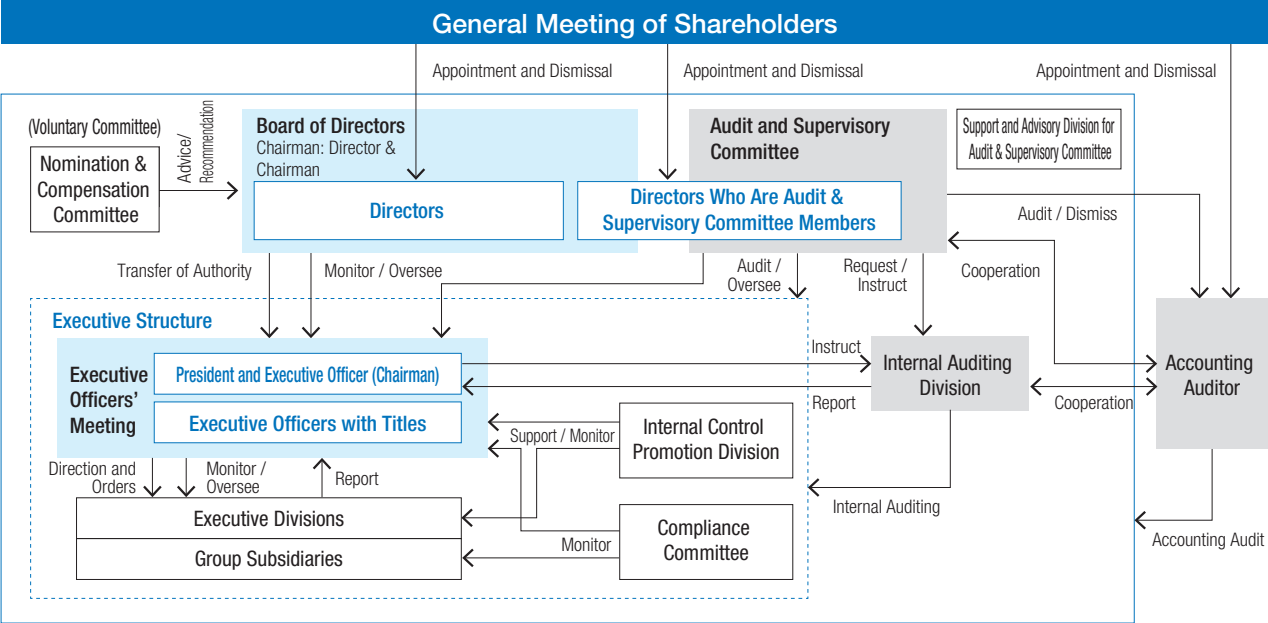 General Meeting of Shareholders
Appointment and Dismissal
Appointment and Dismissal
Appointment and Dismissal
(Voluntary Committee)
Nomination &
Compensation
Committee
Advice/
Recommendation
Board of Directors
Chairman: Director &
Chairman
Directors
Audit and Supervisory
Committee
Directors Who Are Audit &
Supervisory Committee Members
Support and Advisory Division for
Audit & Supervisory Committee
Audit / Dismiss
Transfer of Authority
Monitor / Oversee
Audit /
Oversee
Request /
Instruct
Cooperation
Executive Structure
Executive
Officers’
Meeting
President and Executive Officer (Chairman)
Executive Officers with Titles
Instruct
Report
Internal Auditing
Division
Cooperation
Accounting
Auditor
Support / Monitor
Internal Control
Promotion Division
Direction and
Orders
Monitor /
Oversee
Report
Internal Auditing
Executive Divisions
Group Subsidiaries
Monitor
Compliance
Committee
Accounting Audit